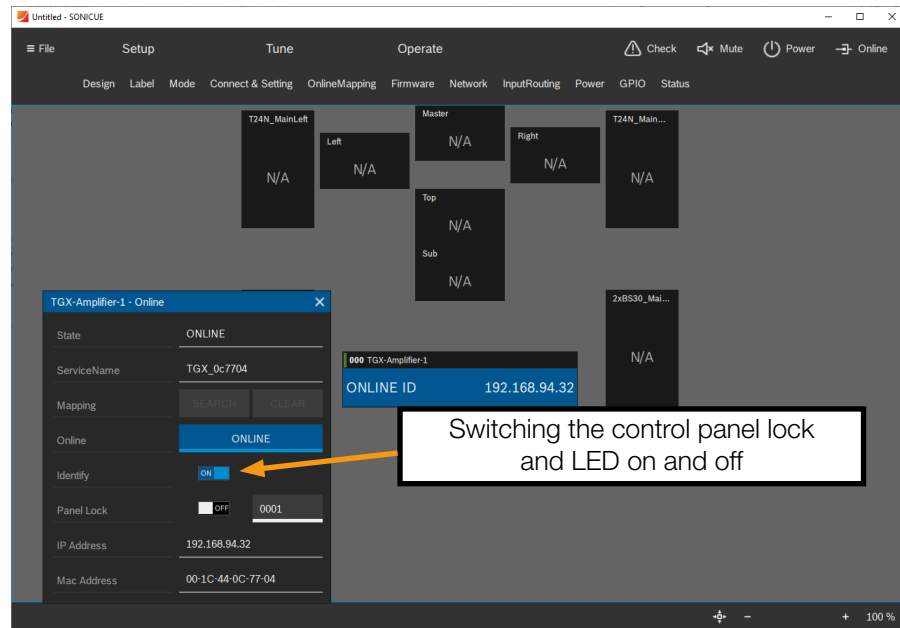 Untitled - SONICUE
≡ File Setup Tune Operate Check Mute Power Online
Design Label Mode Connect & Setting OnlineMapping Firmware Network InputRouting Power GPIO Status
T24N_MainLeft
N/A
Left
N/A
Master
N/A
Right
N/A
T24N_Main...
N/A
Top
N/A
Sub
N/A
2xBS30_Mai...
N/A
000 TGX-Amplifier-1
ONLINE ID 192.168.94.32
TGX-Amplifier-1 - Online
State ONLINE
ServiceName TGX_0c7704
Mapping SEARCH CLEAR
Online ONLINE
Identify ON
Panel Lock OFF 0001
IP Address 192.168.94.32
Mac Address 00-1C-44-0C-77-04
Switching the control panel lock
and LED on and off
− + 100 %